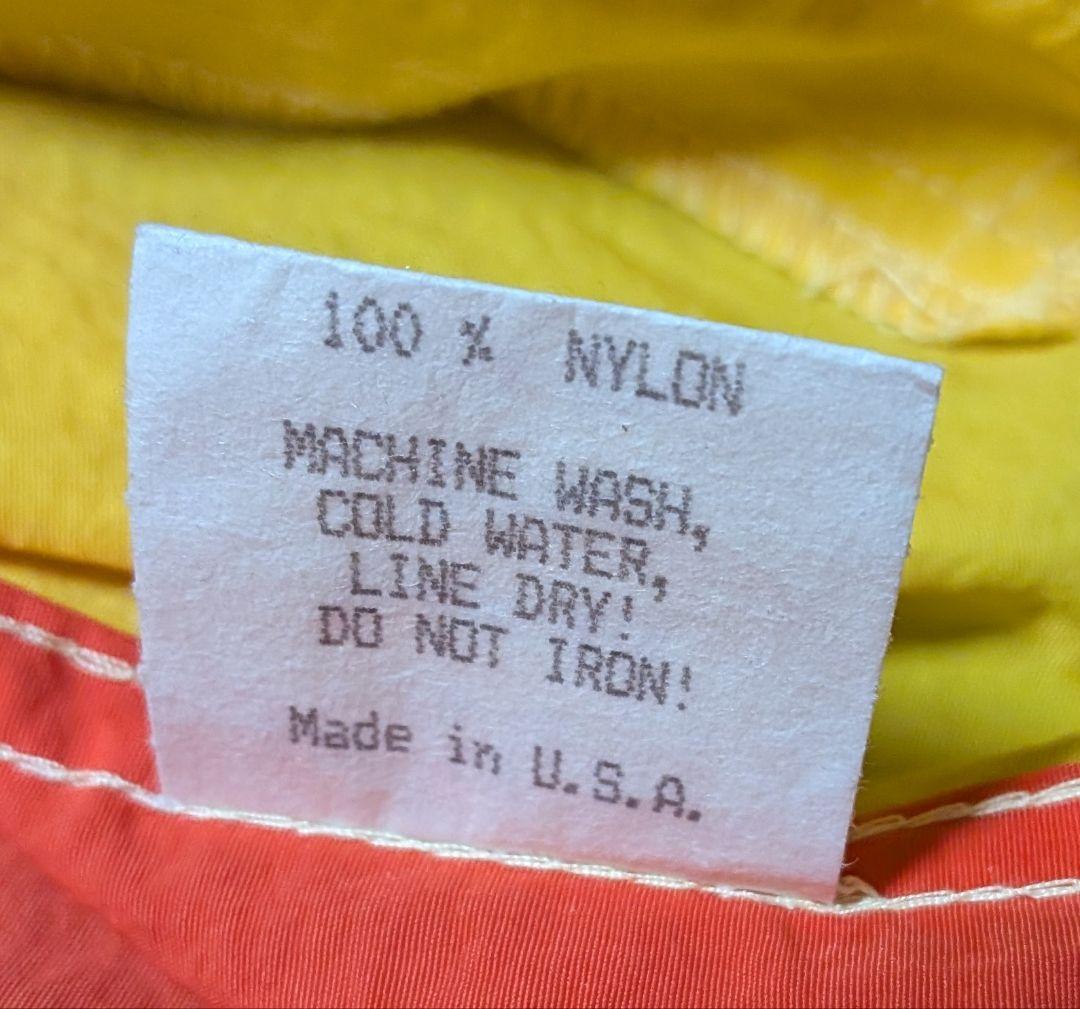 100 % NYLON
MACHINE WASH,
COLD WATER,
LINE DRY!
DO NOT IRON!
Made in U.S.A.